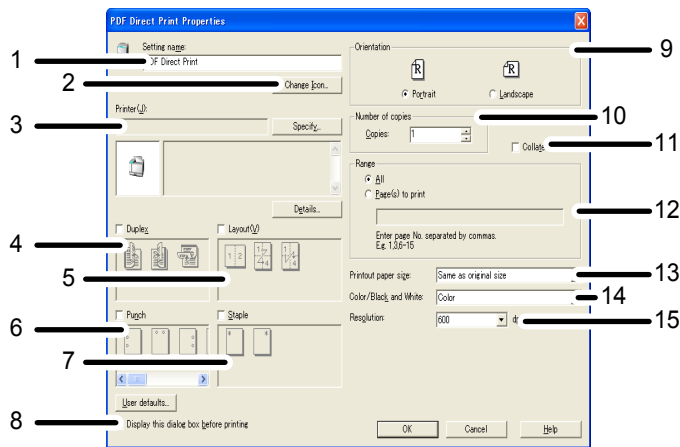 PDF Direct Print Properties
1
Setting name:
DF Direct Print
2
Change Icon...
Printer(J):
3
Specify...
Details...
4
Duplex
Layout(V)
1 2
5
6
Punch
Staple
7
User defaults...
8
Display this dialog box before printing
Orientation
9
R
R
Portrait
Landscape
Number of copies
10
Copies:
1
Collate
11
Range
All
Page(s) to print
12
Enter page No. separated by commas.
E.g. 1,3,6-15
Printout paper size:
Same as original size
13
Color/Black and White:
Color
14
Resolution:
600
15
OK
Cancel
Help